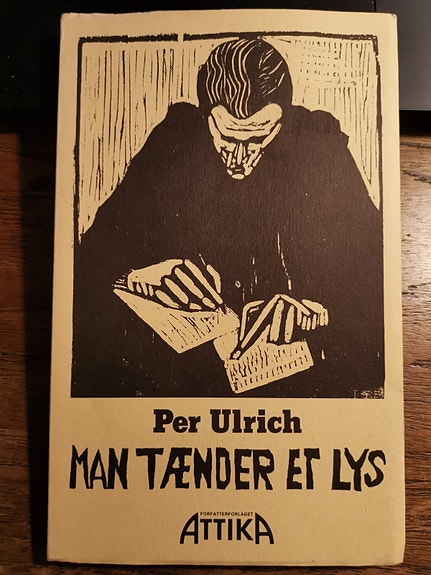 Per Ulrich
MAN TÆNDER ET LYS
FORFATTERFORLAGET
ATTIKA